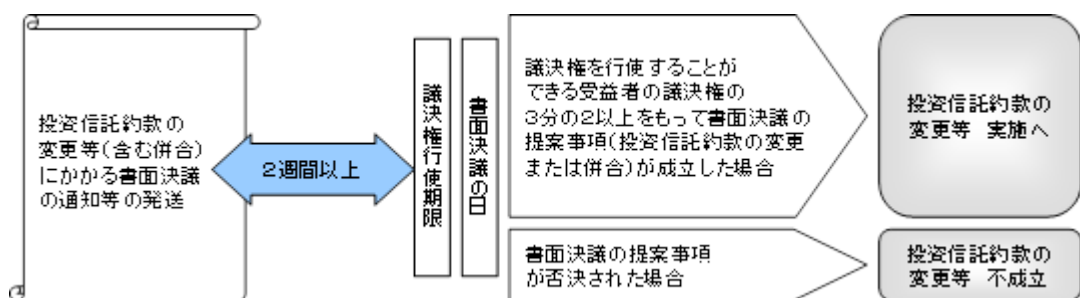 投資信託約款の
変更等(含む併合)
にかかる書面決議
の通知等の発送
２週間以上
議決権行使期限
書面決議の日
議決権を行使することが
できる受益者の議決権の
３分の２以上をもって書面決議の
提案事項(投資信託約款の変更
または併合)が成立した場合
投資信託約款の
変更等 実施へ
書面決議の提案事項
が否決された場合
投資信託約款の
変更等 不成立